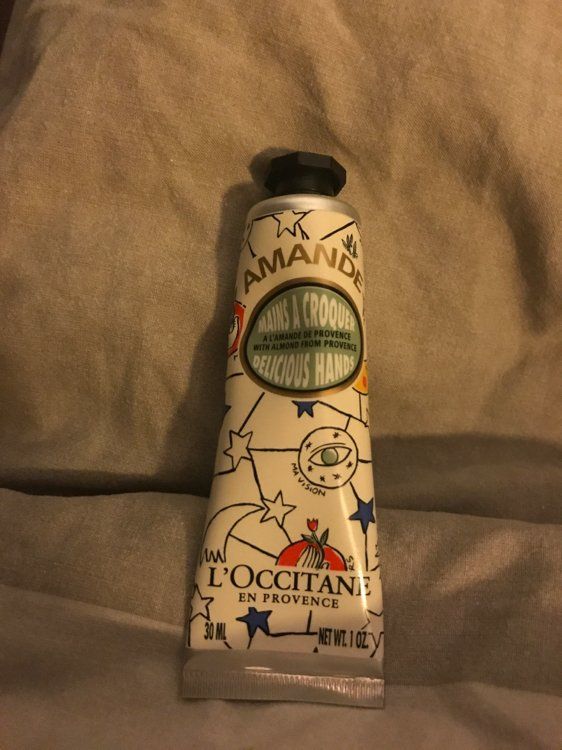 AMANDE
MAINS À CROQUER
A L'AMANDE DE PROVENCE
WITH ALMOND FROM PROVENCE
DELICIOUS HANDS
MA VISION
L'OCCITANE
EN PROVENCE
30 ML
NET WT. 1 OZ.